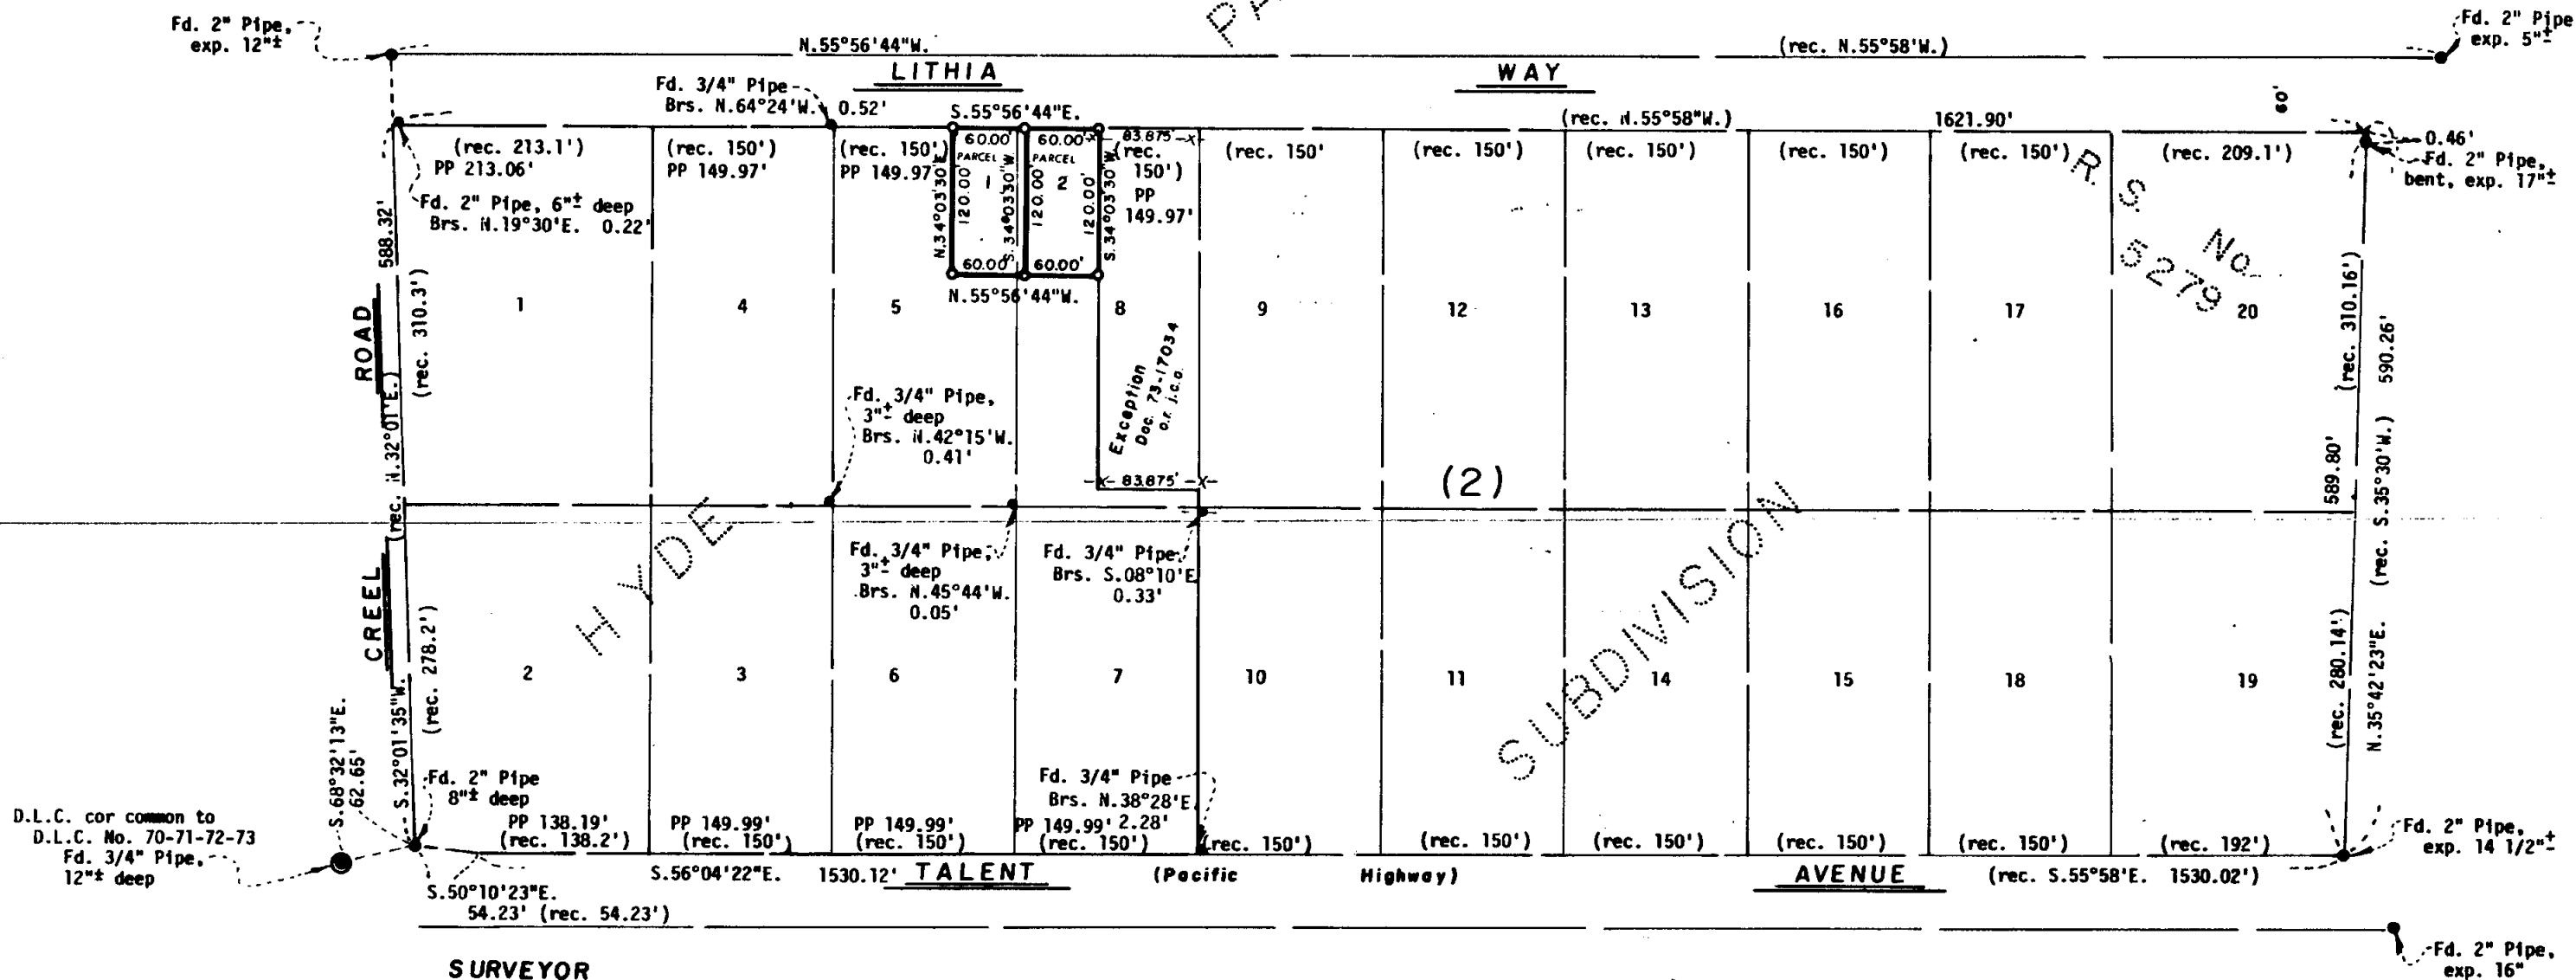 PA
Fd. 2" Pipe,
exp. 12"±
N.55°56'44"W.
(rec. N.55°58'W.)
Fd. 2" Pipe
exp. 5"±
LITHIA
WAY
Fd. 3/4" Pipe
Brs. N.64°24'W. 0.52'
S.55°56'44"E.
(rec. N.55°58"W.)
1621.90'
60'
0.46'
Fd. 2" Pipe,
bent, exp. 17"±
(rec. 213.1')
PP 213.06'
(rec. 150')
PP 149.97'
(rec. 150')
PP 149.97'
60.00'
60.00'
83.875'
(rec.
150')
PP
149.97'
(rec. 150')
(rec. 150')
(rec. 150')
(rec. 150')
(rec. 150')
(rec. 209.1')
PARCEL
1
PARCEL
2
N.34°03'30"E.
120.00'
S.34°03'30"W.
120.00'
120.00'
S.34°03'30"W.
60.00'
60.00'
N.55°56'44"W.
Fd. 2" Pipe, 6"± deep
Brs. N.19°30'E. 0.22'
R. S. No.
5279
588.32'
(rec. 310.3')
ROAD
(rec. N.32°01'E.)
1
4
5
8
9
12
13
16
17
20
(rec. 310.16')
590.26'
589.80'
(rec. S.35°30'W.)
Exception
Doc. 73-17034
o.r. j.c.o.
Fd. 3/4" Pipe,
3"± deep
Brs. N.42°15'W.
0.41'
83.875'
(2)
HYDE
SUBDIVISION
Fd. 3/4" Pipe,
3"± deep
Brs. N.45°44'W.
0.05'
Fd. 3/4" Pipe
Brs. S.08°10'E
0.33'
CREEL
(rec. 278.2')
S.32°01'35"W.
2
3
6
7
10
11
14
15
18
19
(rec. 280.14')
N.35°42'23"E.
S.68°32'13"E.
62.65'
Fd. 2" Pipe
8"± deep
Fd. 3/4" Pipe
Brs. N.38°28'E
2.28'
D.L.C. cor common to
D.L.C. No. 70-71-72-73
Fd. 3/4" Pipe,
12"± deep
PP 138.19'
(rec. 138.2')
PP 149.99'
(rec. 150')
PP 149.99'
(rec. 150')
PP 149.99'
(rec. 150')
(rec. 150')
(rec. 150')
(rec. 150')
(rec. 150')
(rec. 150')
(rec. 192')
Fd. 2" Pipe,
exp. 14 1/2"±
S.56°04'22"E.
1530.12'
TALENT
(Pacific Highway)
AVENUE
(rec. S.55°58'E. 1530.02')
S.50°10'23"E.
54.23' (rec. 54.23')
Fd. 2" Pipe,
exp. 16"
SURVEYOR